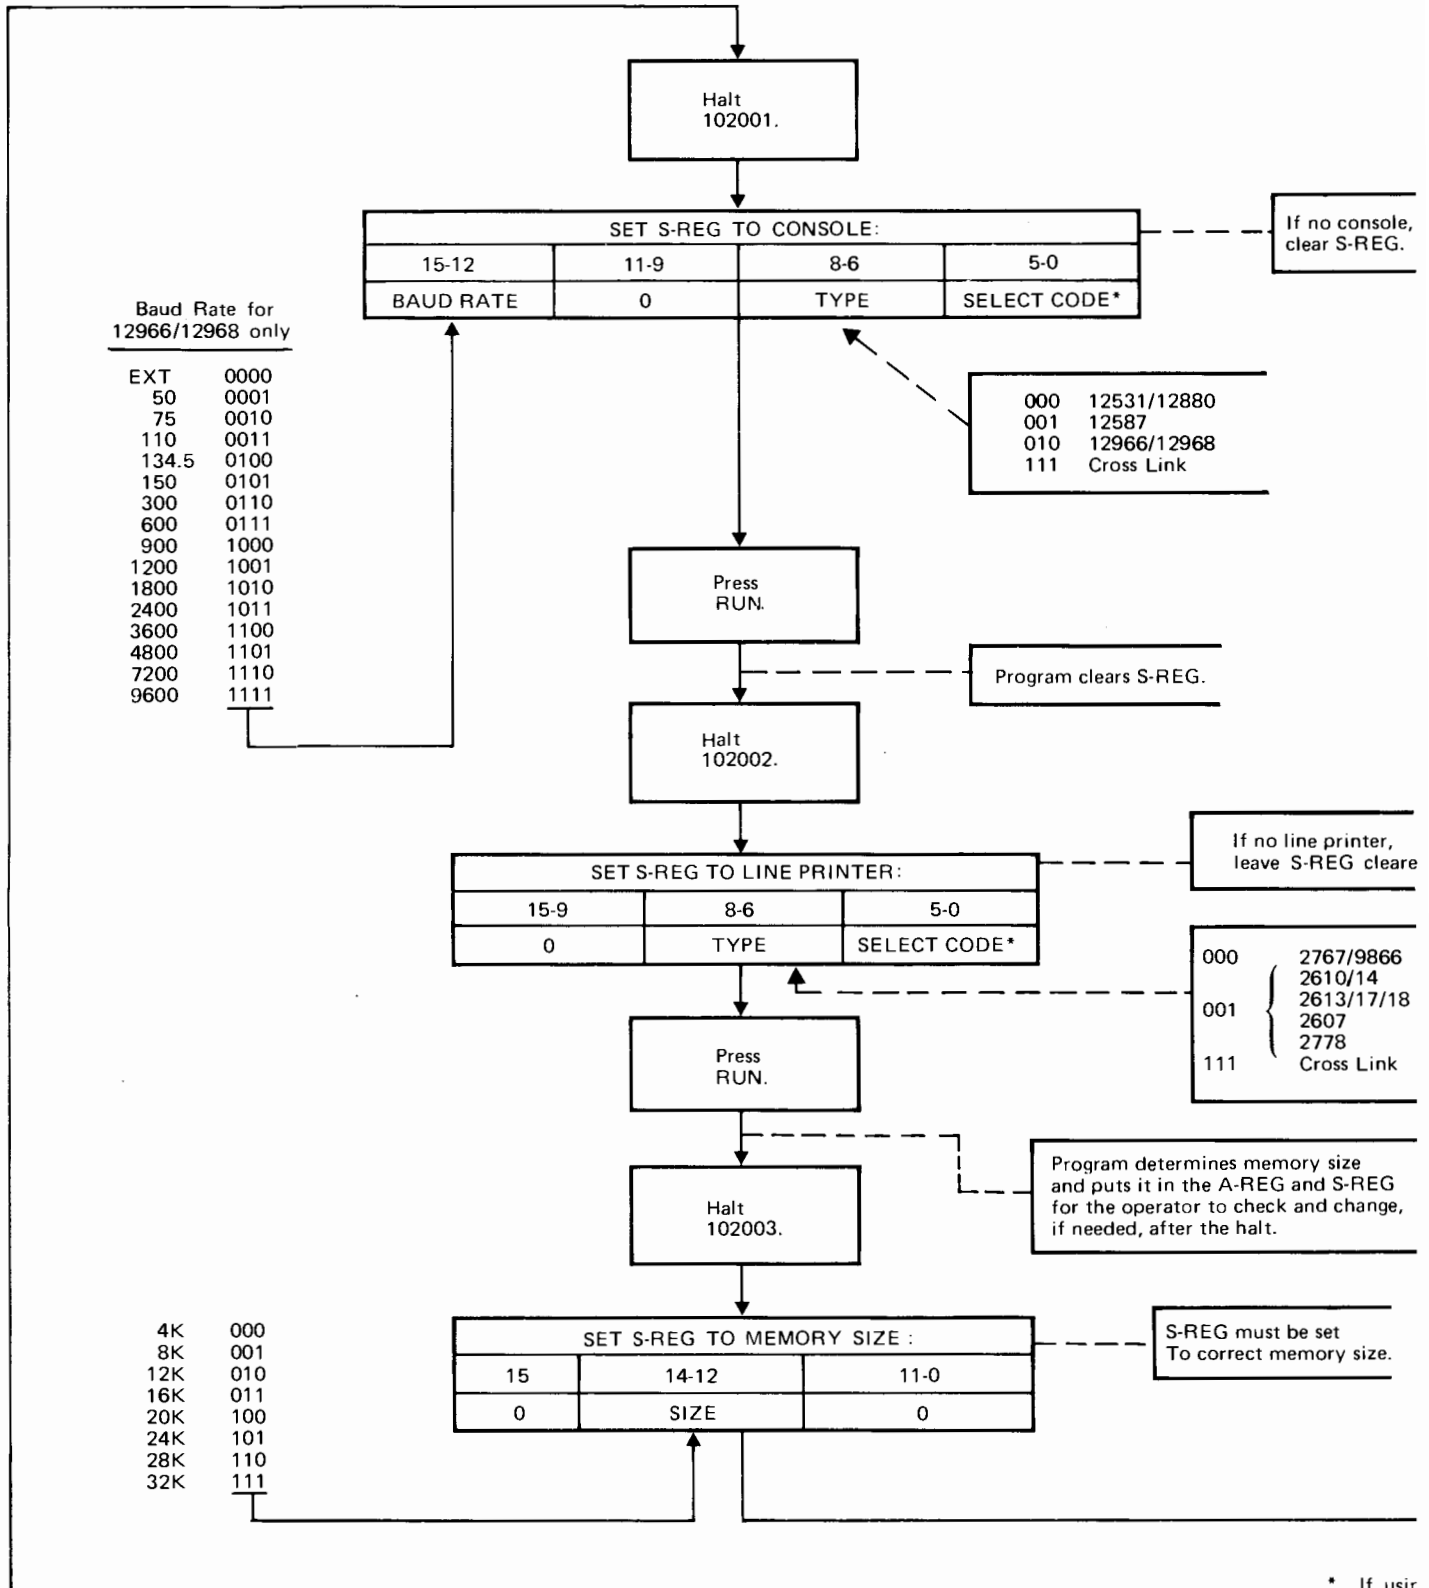 Halt
102001.
SET S-REG TO CONSOLE:
15-12 11-9 8-6 5-0
BAUD RATE 0 TYPE SELECT CODE*
If no console,
clear S-REG.
Baud Rate for
12966/12968 only
EXT 0000
50 0001
75 0010
110 0011
134.5 0100
150 0101
300 0110
600 0111
900 1000
1200 1001
1800 1010
2400 1011
3600 1100
4800 1101
7200 1110
9600 1111
000 12531/12880
001 12587
010 12966/12968
111 Cross Link
Press
RUN.
Program clears S-REG.
Halt
102002.
If no line printer,
leave S-REG cleare
SET S-REG TO LINE PRINTER:
15-9 8-6 5-0
0 TYPE SELECT CODE*
000 2767/9866
2610/14
2613/17/18
001
2607
2778
111 Cross Link
Press
RUN.
Program determines memory size
and puts it in the A-REG and S-REG
for the operator to check and change,
if needed, after the halt.
Halt
102003.
SET S-REG TO MEMORY SIZE :
15 14-12 11-0
0 SIZE 0
S-REG must be set
To correct memory size.
4K 000
8K 001
12K 010
16K 011
20K 100
24K 101
28K 110
32K 111
* If usin